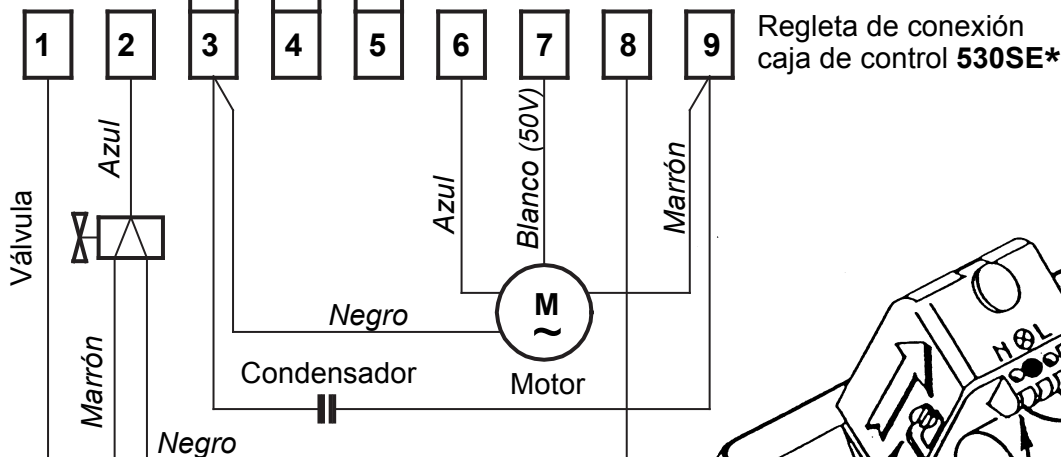 1 2 3 4 5 6 7 8 9
Regleta de conexión
caja de control 530SE*
Válvula
Azul
Marrón
Negro
Negro
Condensador
Azul
Blanco (50V)
M
~
Motor
Marrón
N L